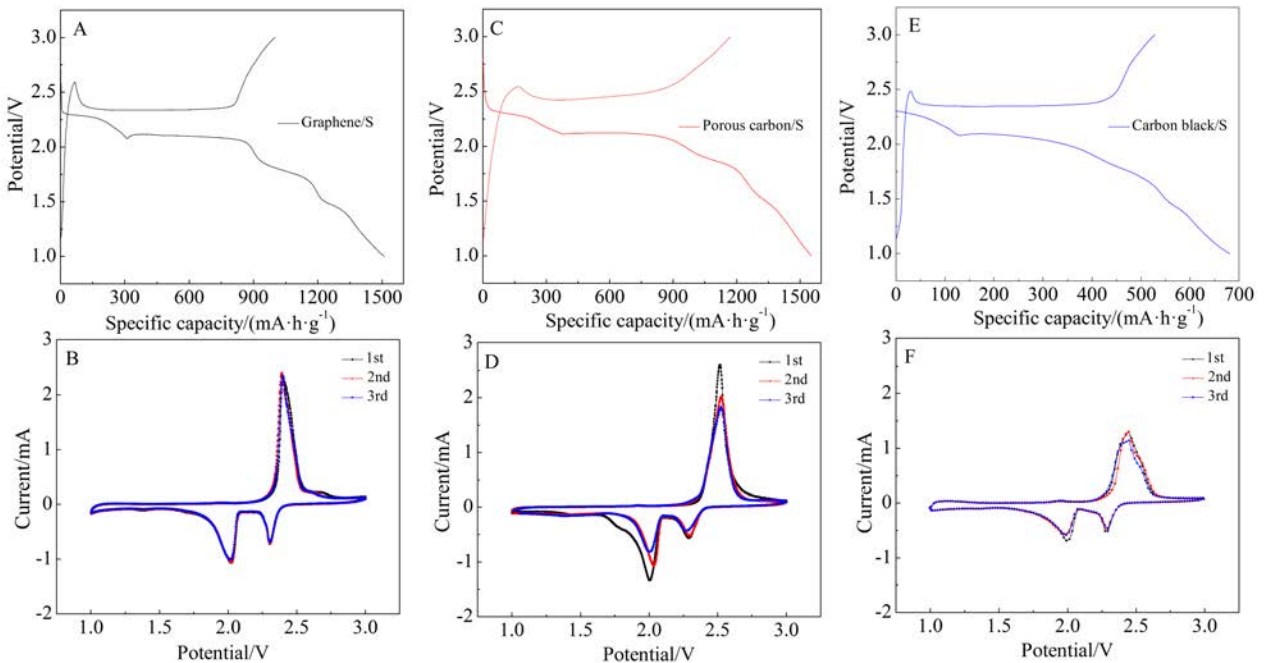 A
3.0
2.5
2.0
1.5
1.0
Potential/V
Graphene/S
0 300 600 900 1200 1500
Specific capacity/(mA·h·g⁻¹)
C
3.0
2.5
2.0
1.5
1.0
Potential/V
Porous carbon/S
0 300 600 900 1200 1500
Specific capacity/(mA·h·g⁻¹)
E
3.0
2.5
2.0
1.5
1.0
Potential/V
Carbon black/S
0 100 200 300 400 500 600 700
Specific capacity/(mA·h·g⁻¹)
B
3
2
1
0
-1
-2
Current/mA
1st
2nd
3rd
1.0 1.5 2.0 2.5 3.0
Potential/V
D
3
2
1
0
-1
-2
Current/mA
1st
2nd
3rd
1.0 1.5 2.0 2.5 3.0
Potential/V
F
3
2
1
0
-1
-2
Current/mA
1st
2nd
3rd
1.0 1.5 2.0 2.5 3.0
Potential/V